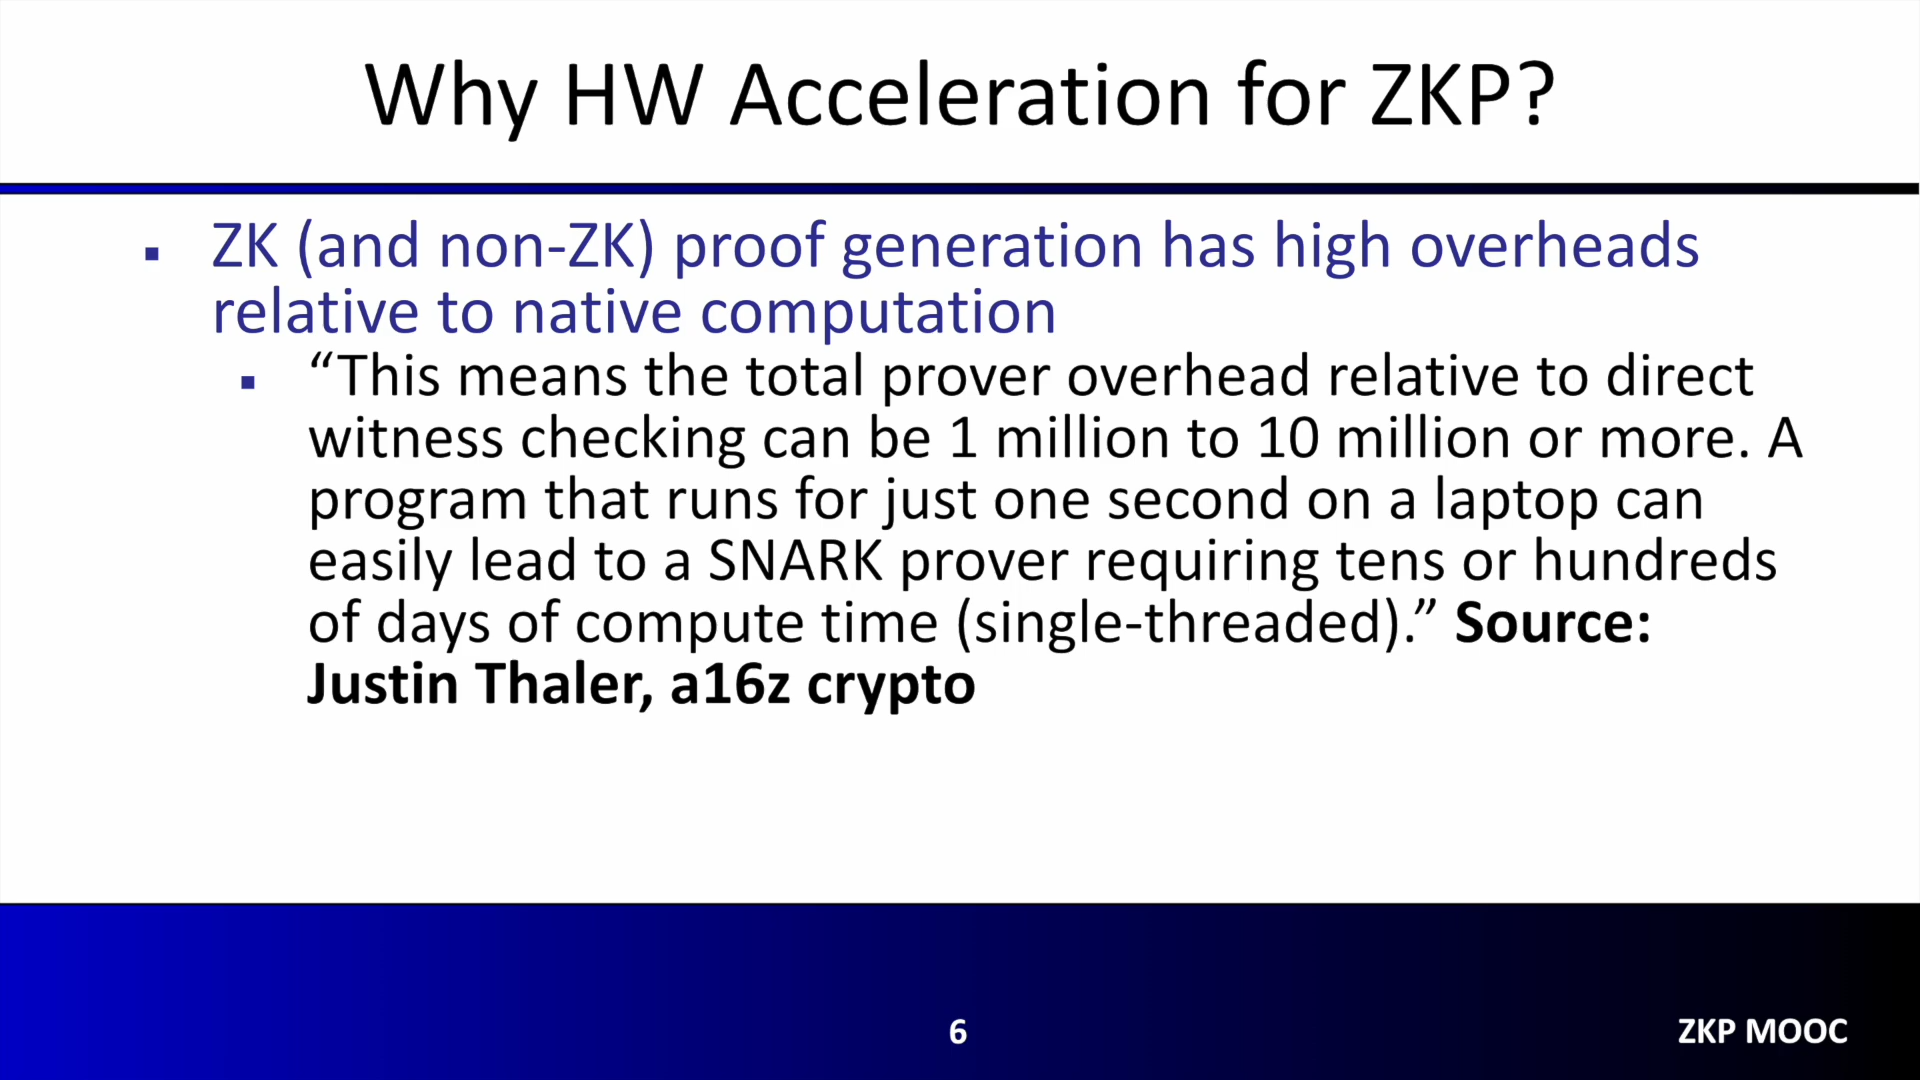 Why HW Acceleration for ZKP?
▪ ZK (and non-ZK) proof generation has high overheads
relative to native computation
▪ “This means the total prover overhead relative to direct
witness checking can be 1 million to 10 million or more. A
program that runs for just one second on a laptop can
easily lead to a SNARK prover requiring tens or hundreds
of days of compute time (single-threaded).” Source:
Justin Thaler, a16z crypto
6
ZKP MOOC